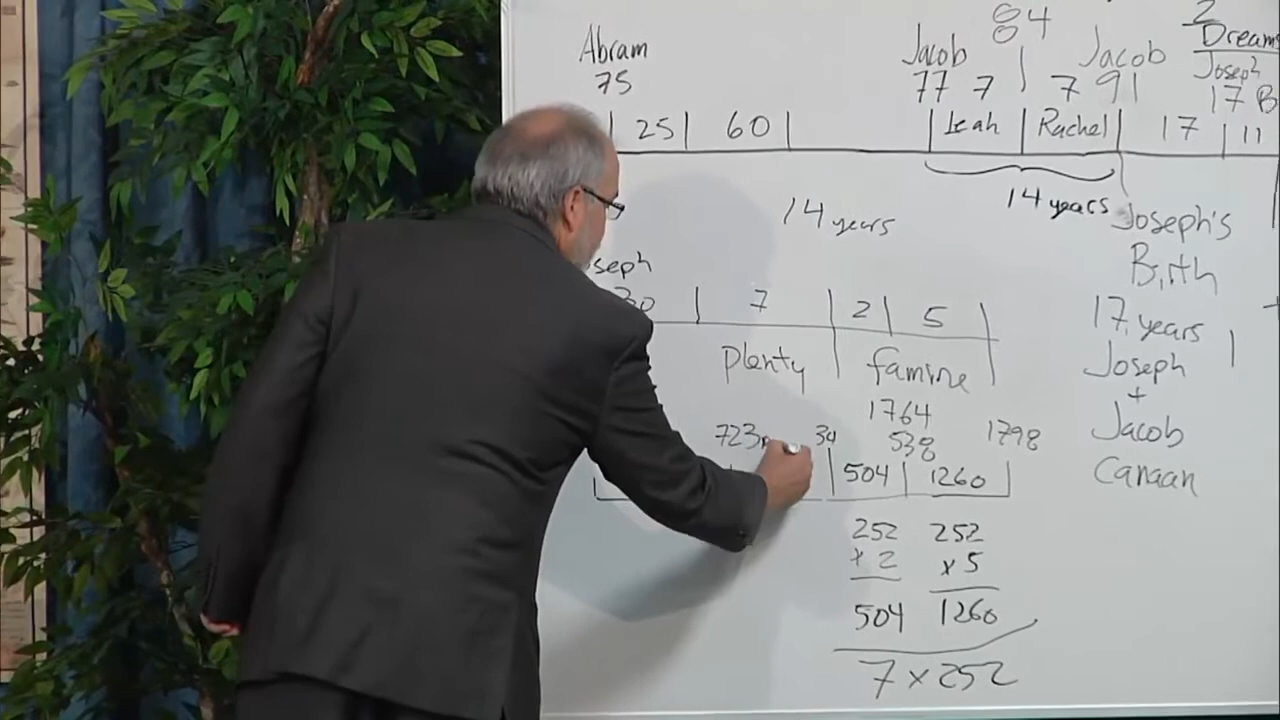 84
2
Abram
Jacob
Jacob
Dream
75
77 7
7 91
Joseph
17 B
25 60
Leah Rachel 17 11
14 years
14 years
Joseph's
Birth
seph
30 7 2 5
17 years
Plenty famine
Joseph
+
1764
Jacob
723 34 538 1798
504 1260
Canaan
252 252
x 2 x 5
504 1260
7 x 252